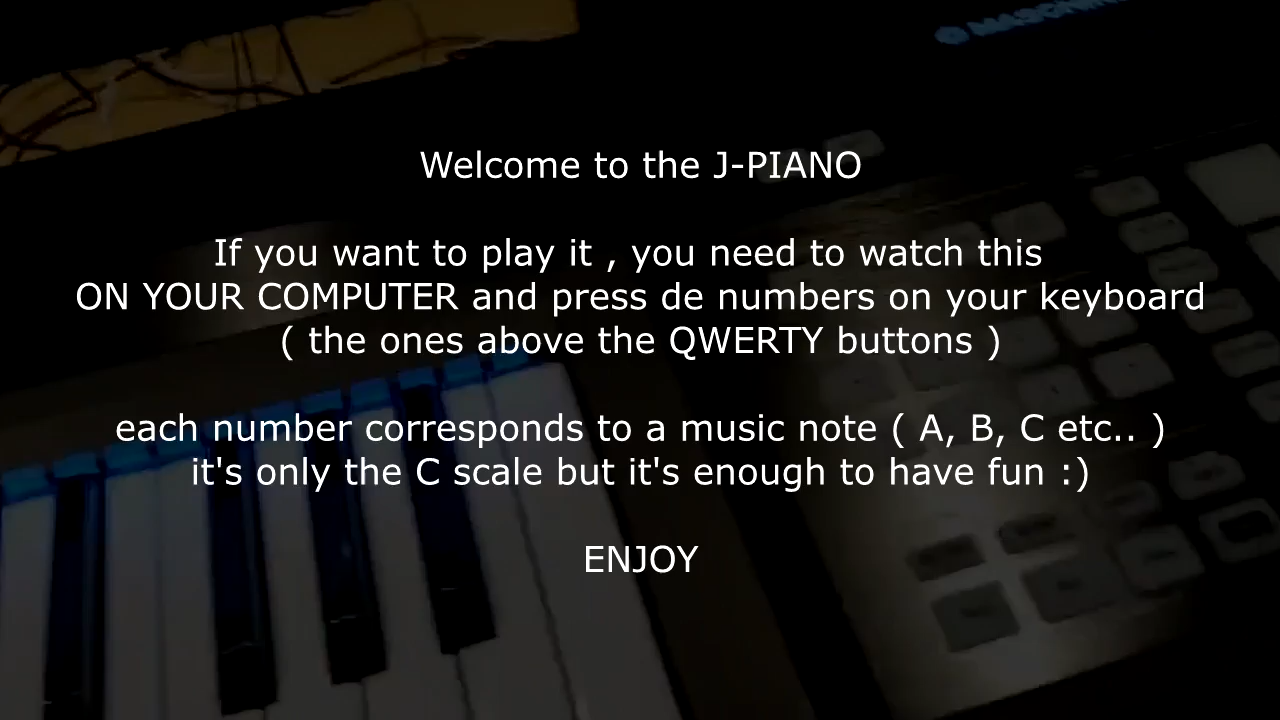 MASCHINE
Welcome to the J-PIANO
If you want to play it , you need to watch this
ON YOUR COMPUTER and press de numbers on your keyboard
( the ones above the QWERTY buttons )
each number corresponds to a music note ( A, B, C etc.. )
it's only the C scale but it's enough to have fun :)
ENJOY